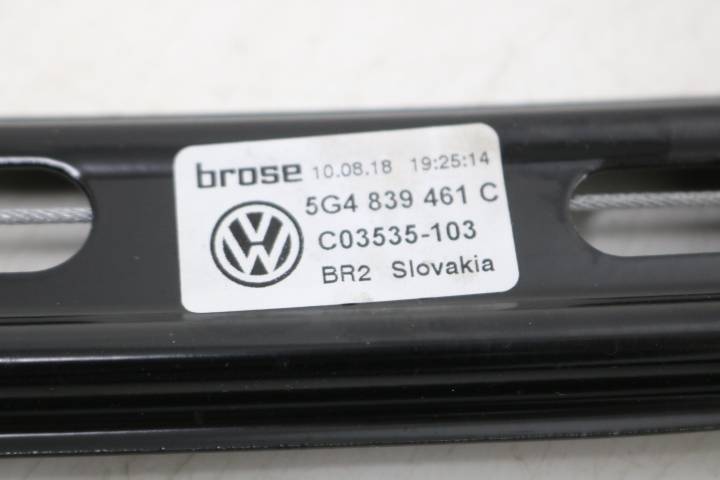 brose 10.08.18 19:25:14
5G4 839 461 C
C03535-103
BR2 Slovakia